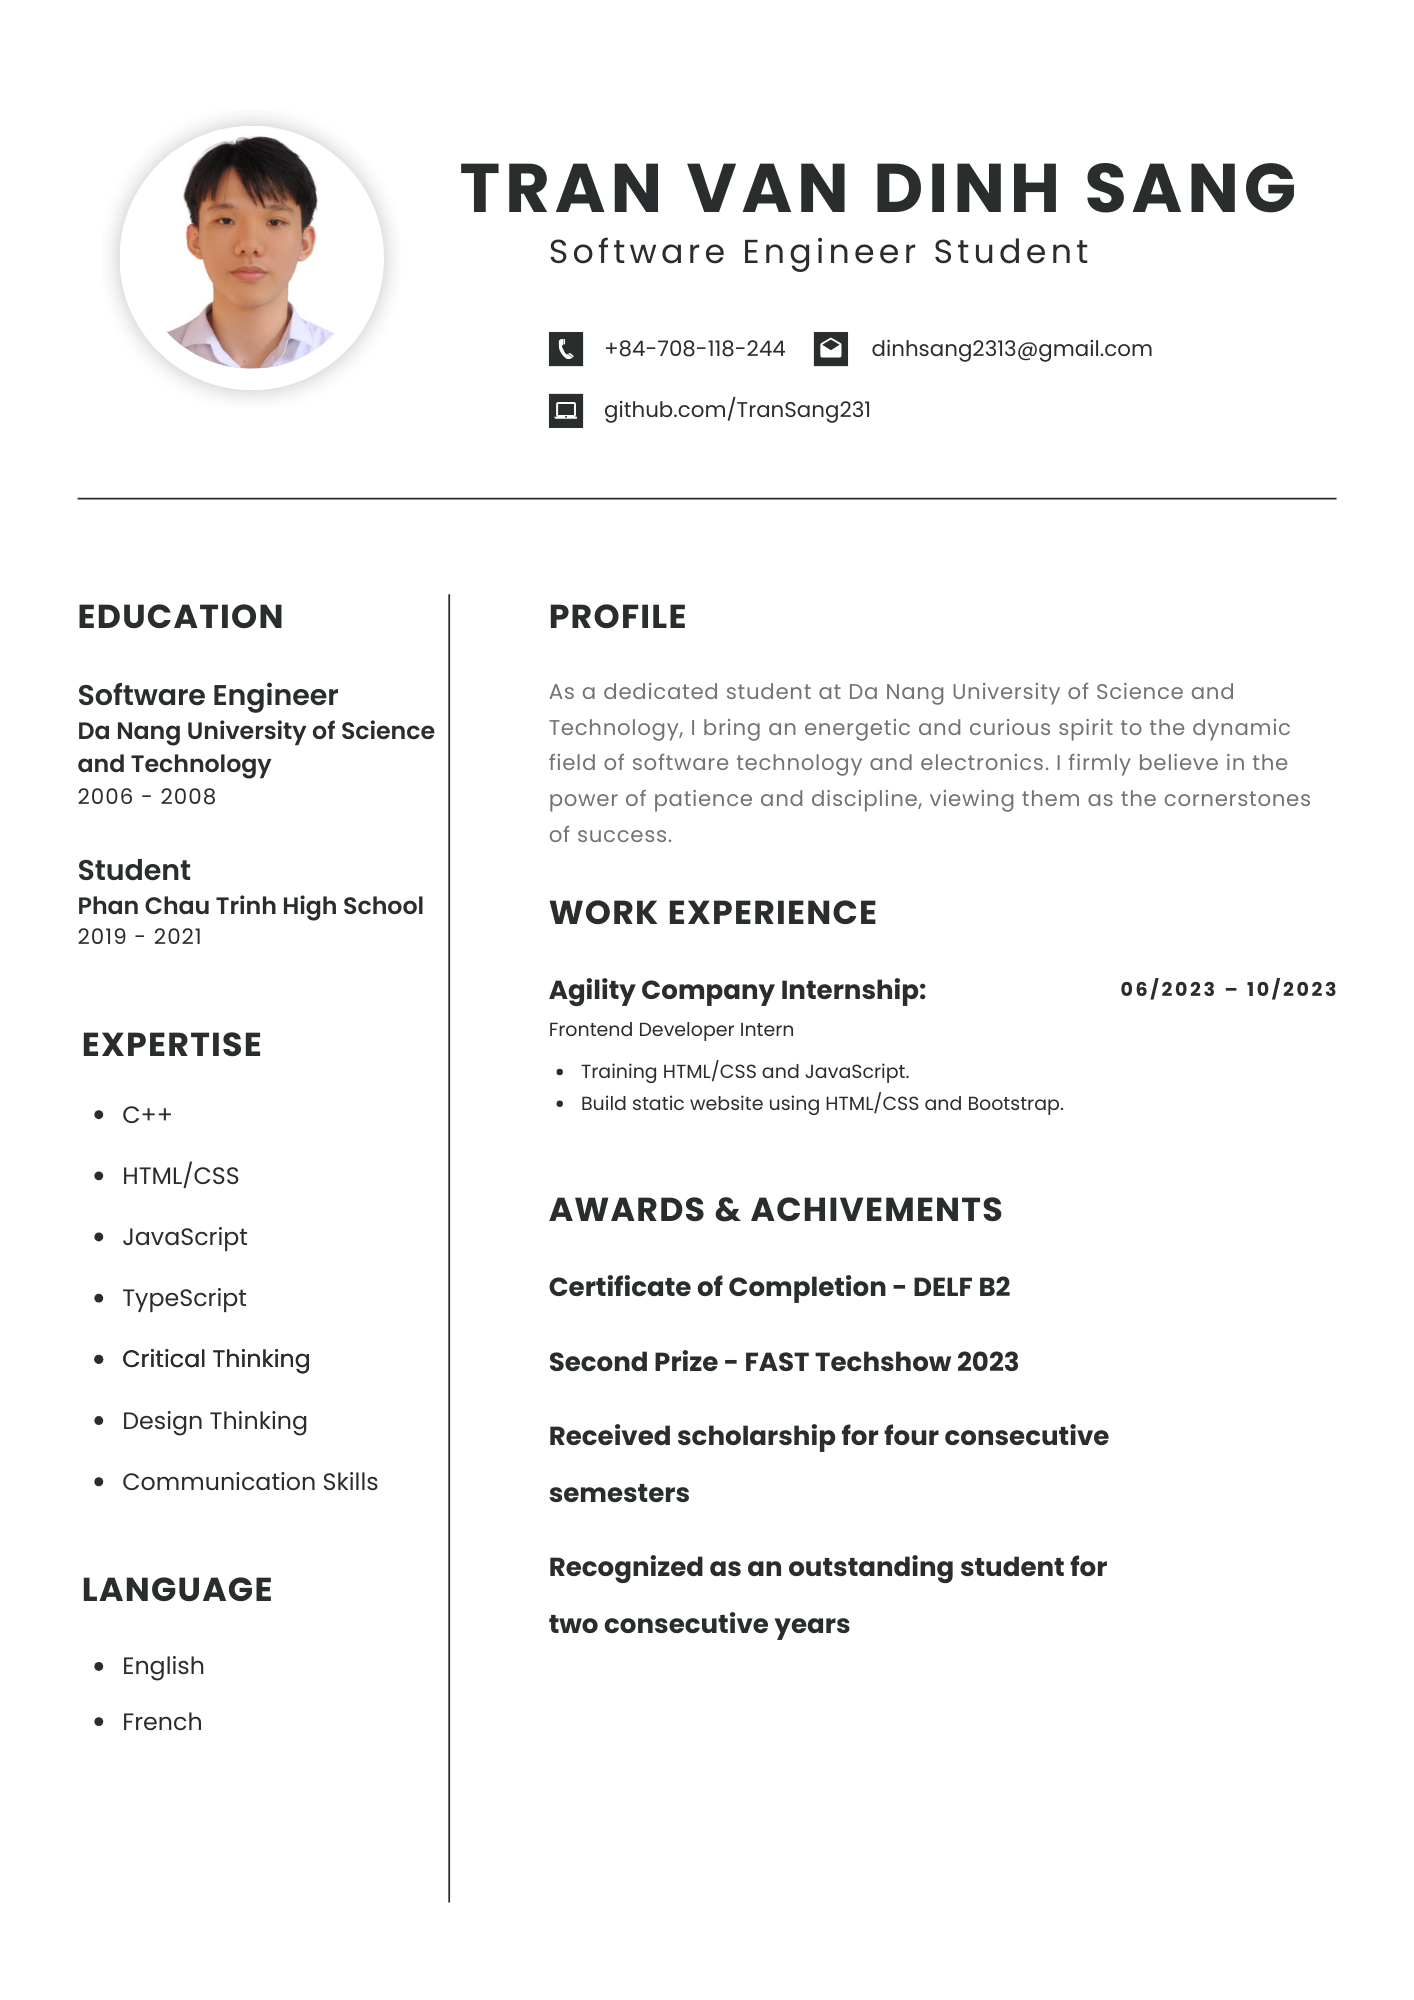 TRAN VAN DINH SANG
Software Engineer Student
+84-708-118-244
dinhsang2313@gmail.com
github.com/TranSang231
EDUCATION
Software Engineer
Da Nang University of Science
and Technology
2006 - 2008
Student
Phan Chau Trinh High School
2019 - 2021
EXPERTISE
• C++
• HTML/CSS
• JavaScript
• TypeScript
• Critical Thinking
• Design Thinking
• Communication Skills
LANGUAGE
• English
• French
PROFILE
As a dedicated student at Da Nang University of Science and
Technology, I bring an energetic and curious spirit to the dynamic
field of software technology and electronics. I firmly believe in the
power of patience and discipline, viewing them as the cornerstones
of success.
WORK EXPERIENCE
Agility Company Internship:
06/2023 – 10/2023
Frontend Developer Intern
• Training HTML/CSS and JavaScript.
• Build static website using HTML/CSS and Bootstrap.
AWARDS & ACHIVEMENTS
Certificate of Completion - DELF B2
Second Prize - FAST Techshow 2023
Received scholarship for four consecutive
semesters
Recognized as an outstanding student for
two consecutive years